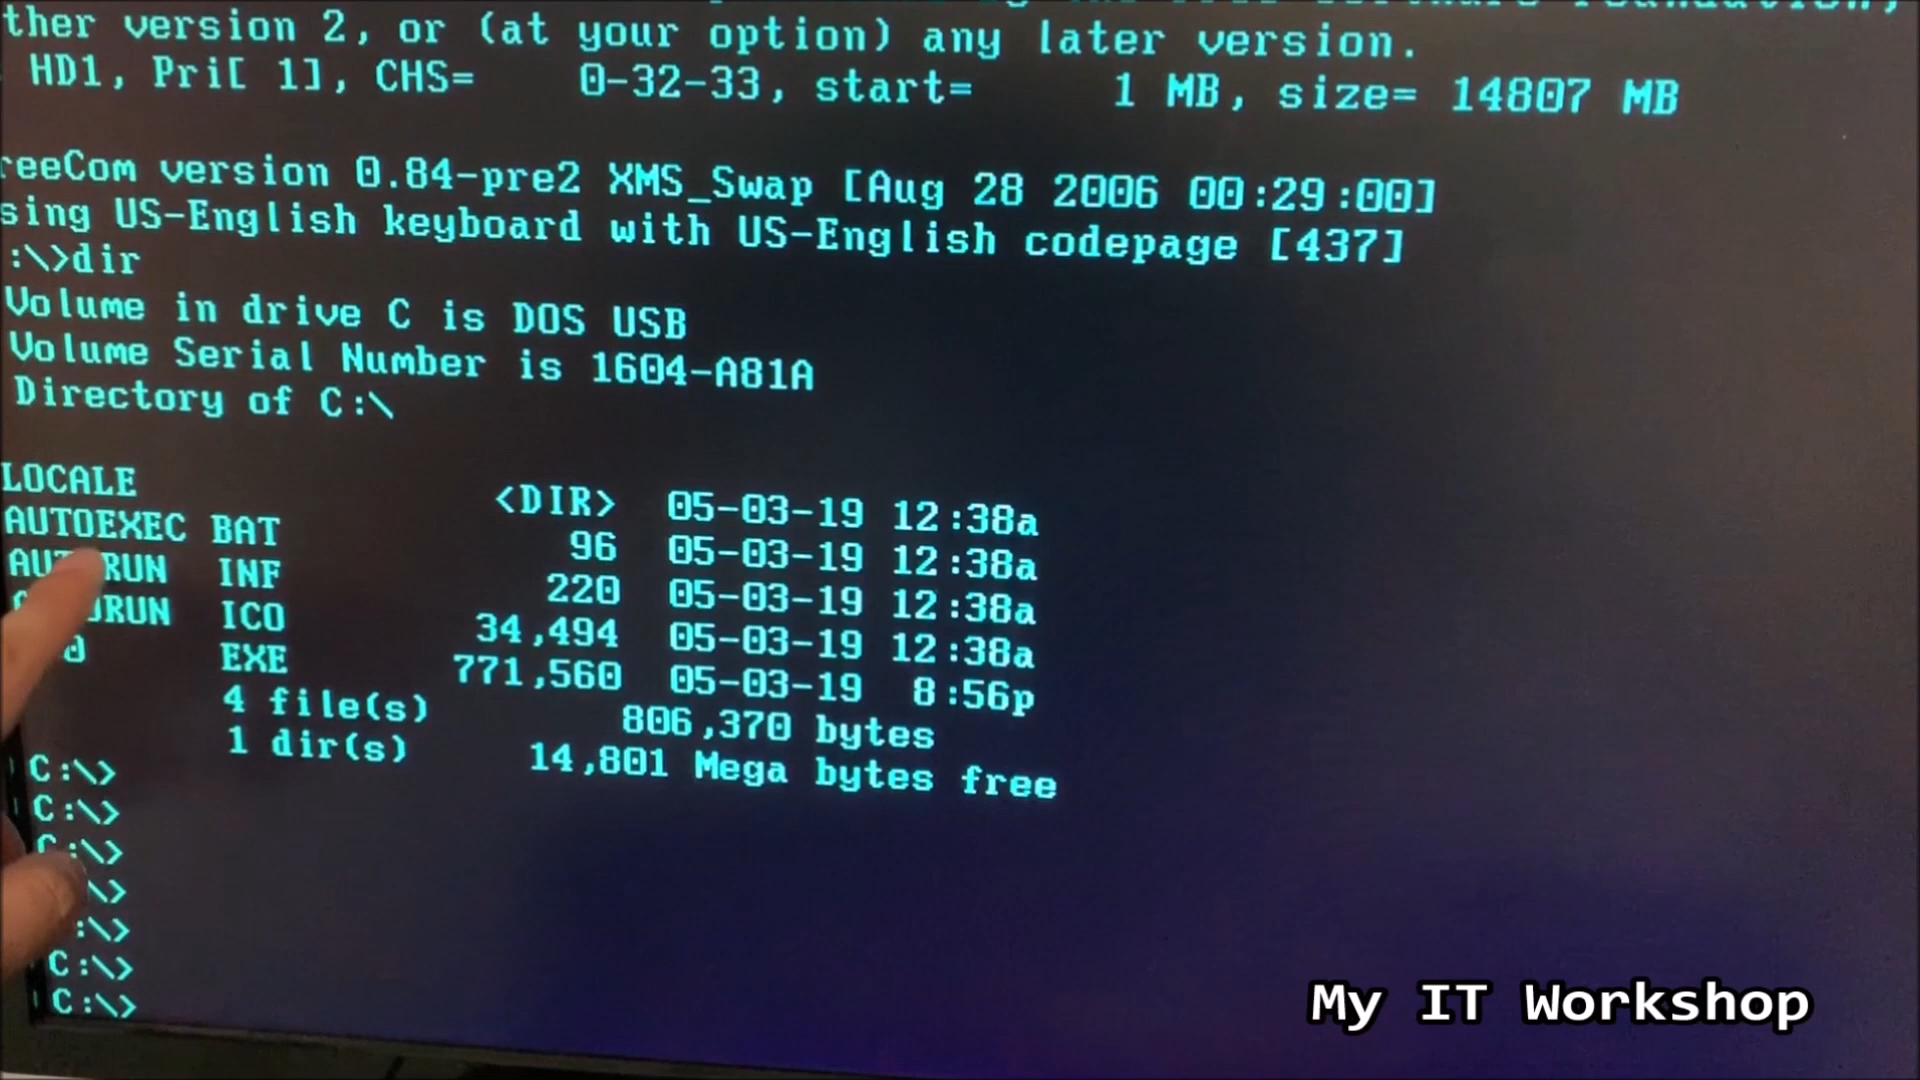 ther version 2, or (at your option) any later version.
HD1, Pri[ 1], CHS= 0-32-33, start= 1 MB, size= 14807 MB
reeCom version 0.84-pre2 XMS_Swap [Aug 28 2006 00:29:00]
sing US-English keyboard with US-English codepage [437]
:\>dir
Volume in drive C is DOS USB
Volume Serial Number is 1604-A81A
Directory of C:\
LOCALE <DIR> 05-03-19 12:38a
AUTOEXEC BAT 96 05-03-19 12:38a
AUTORUN INF 220 05-03-19 12:38a
RUN ICO 34,494 05-03-19 12:38a
0 EXE 771,560 05-03-19 8:56p
4 file(s) 806,370 bytes
1 dir(s) 14,801 Mega bytes free
C:\>
C:\>
C:\>
\>
:\>
C:\>
C:\>
My IT Workshop